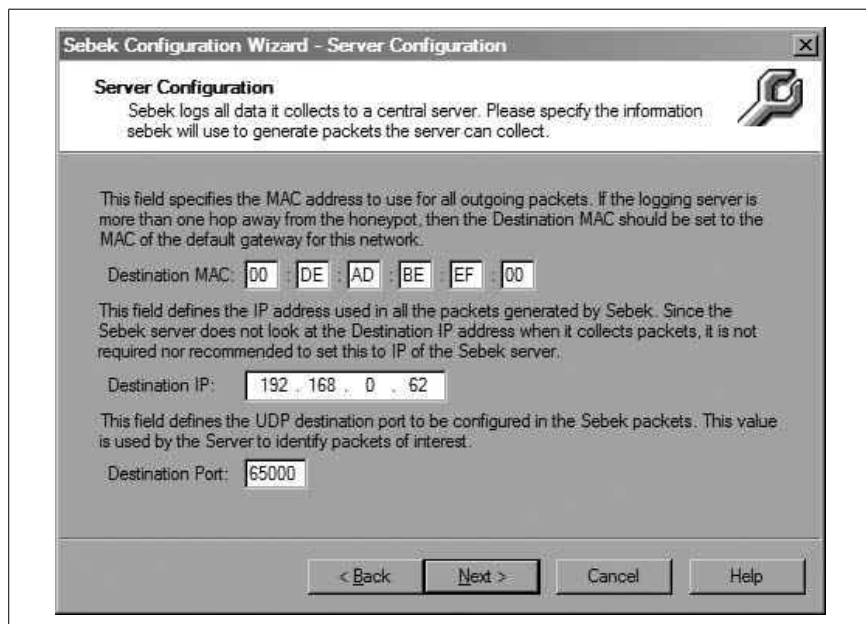 Sebek Configuration Wizard - Server Configuration
Server Configuration
Sebek logs all data it collects to a central server. Please specify the information
sebek will use to generate packets the server can collect.
This field specifies the MAC address to use for all outgoing packets. If the logging server is
more than one hop away from the honeypot, then the Destination MAC should be set to the
MAC of the default gateway for this network.
Destination MAC: 00 : DE : AD : BE : EF : 00
This field defines the IP address used in all the packets generated by Sebek. Since the
Sebek server does not look at the Destination IP address when it collects packets, it is not
required nor recommended to set this to IP of the Sebek server.
Destination IP: 192 . 168 . 0 . 62
This field defines the UDP destination port to be configured in the Sebek packets. This value
is used by the Server to identify packets of interest.
Destination Port: 65000
< Back Next > Cancel Help